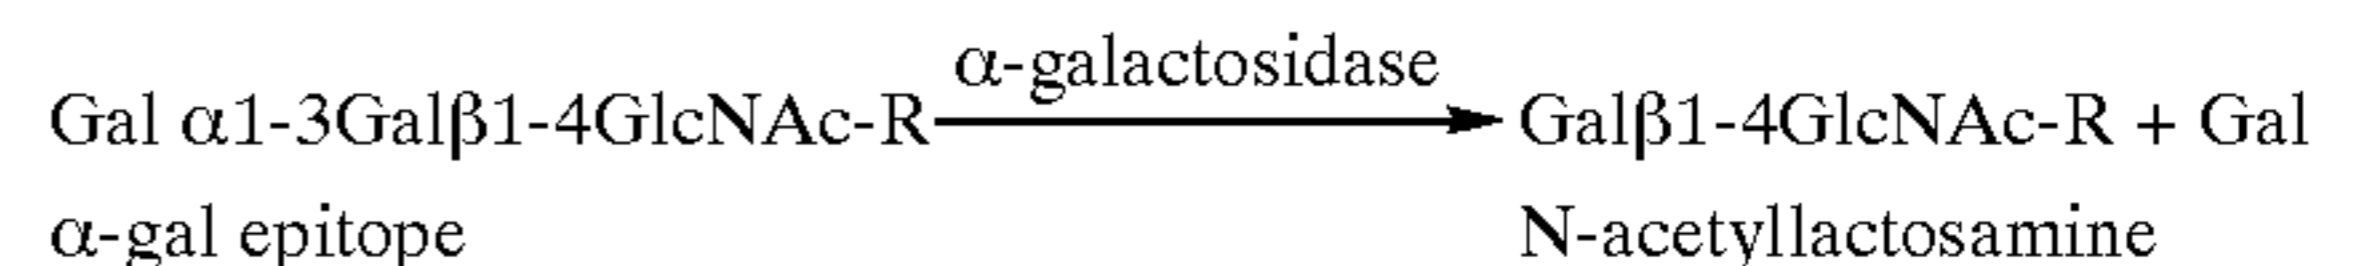 α-galactosidase
Gal α1-3Galβ1-4GlcNAc-R Galβ1-4GlcNAc-R + Gal
α-gal epitope N-acetyllactosamine